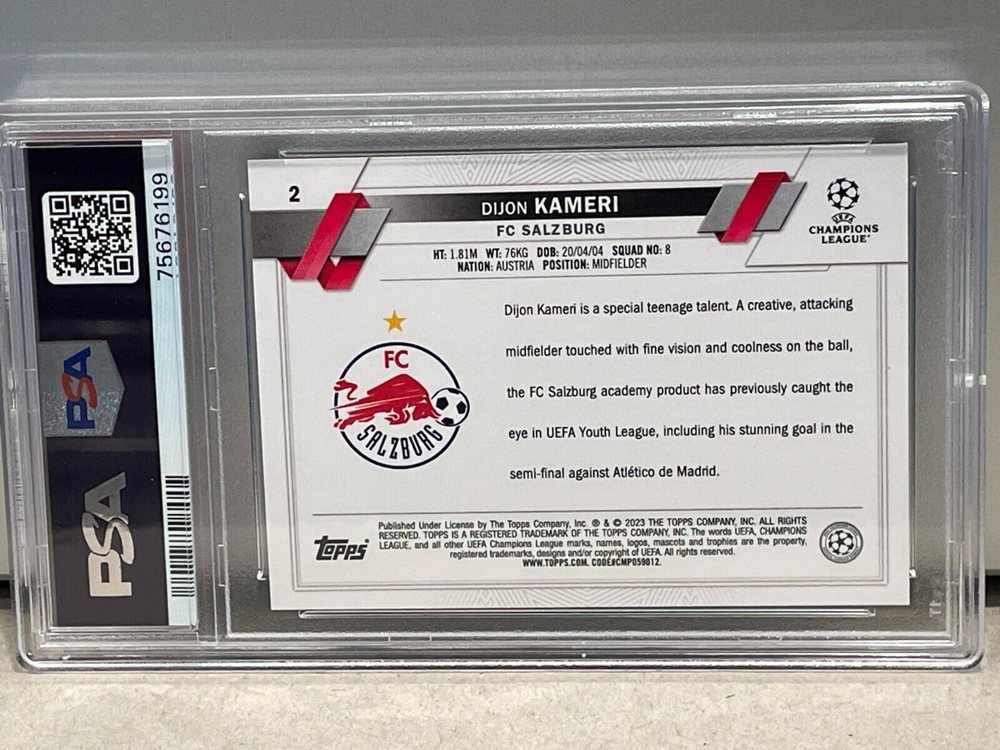 2
DIJON KAMERI
FC SALZBURG
HT: 1.81M WT: 76KG DOB: 20/04/04 SQUAD NO: 8
NATION: AUSTRIA POSITION: MIDFIELDER
UEFA
CHAMPIONS
LEAGUE
Dijon Kameri is a special teenage talent. A creative, attacking
midfielder touched with fine vision and coolness on the ball,
the FC Salzburg academy product has previously caught the
eye in UEFA Youth League, including his stunning goal in the
semi-final against Atlético de Madrid.
FC
SALZBURG
Topps
Published Under License by The Topps Company, Inc. ® & © 2023 THE TOPPS COMPANY, INC. ALL RIGHTS
RESERVED. TOPPS IS A REGISTERED TRADEMARK OF THE TOPPS COMPANY, INC. The words UEFA, CHAMPIONS
LEAGUE, and all other UEFA Champions League marks, names, logos, mascots and trophies are the property,
registered trademarks, designs and/or copyright of UEFA. All rights reserved.
WWW.TOPPS.COM. CODE#CMP059012.
75676199
PSA
PSA